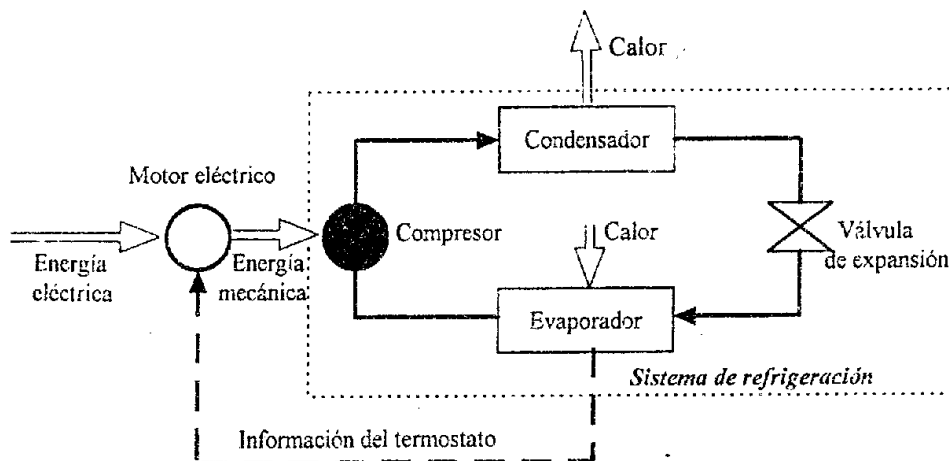 Calor
Condensador
Motor eléctrico
Compresor
Calor
Válvula
de expansión
Energía
eléctrica
Energía
mecánica
Evaporador
Sistema de refrigeración
Información del termostato